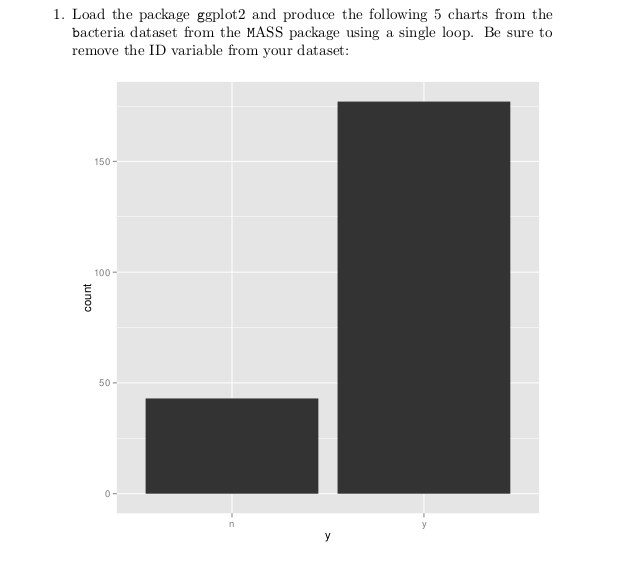 1. Load the package ggplot2 and produce the following 5 charts from the
bacteria dataset from the MASS package using a single loop. Be sure to
remove the ID variable from your dataset:
150
100
count
50
0
n y
y